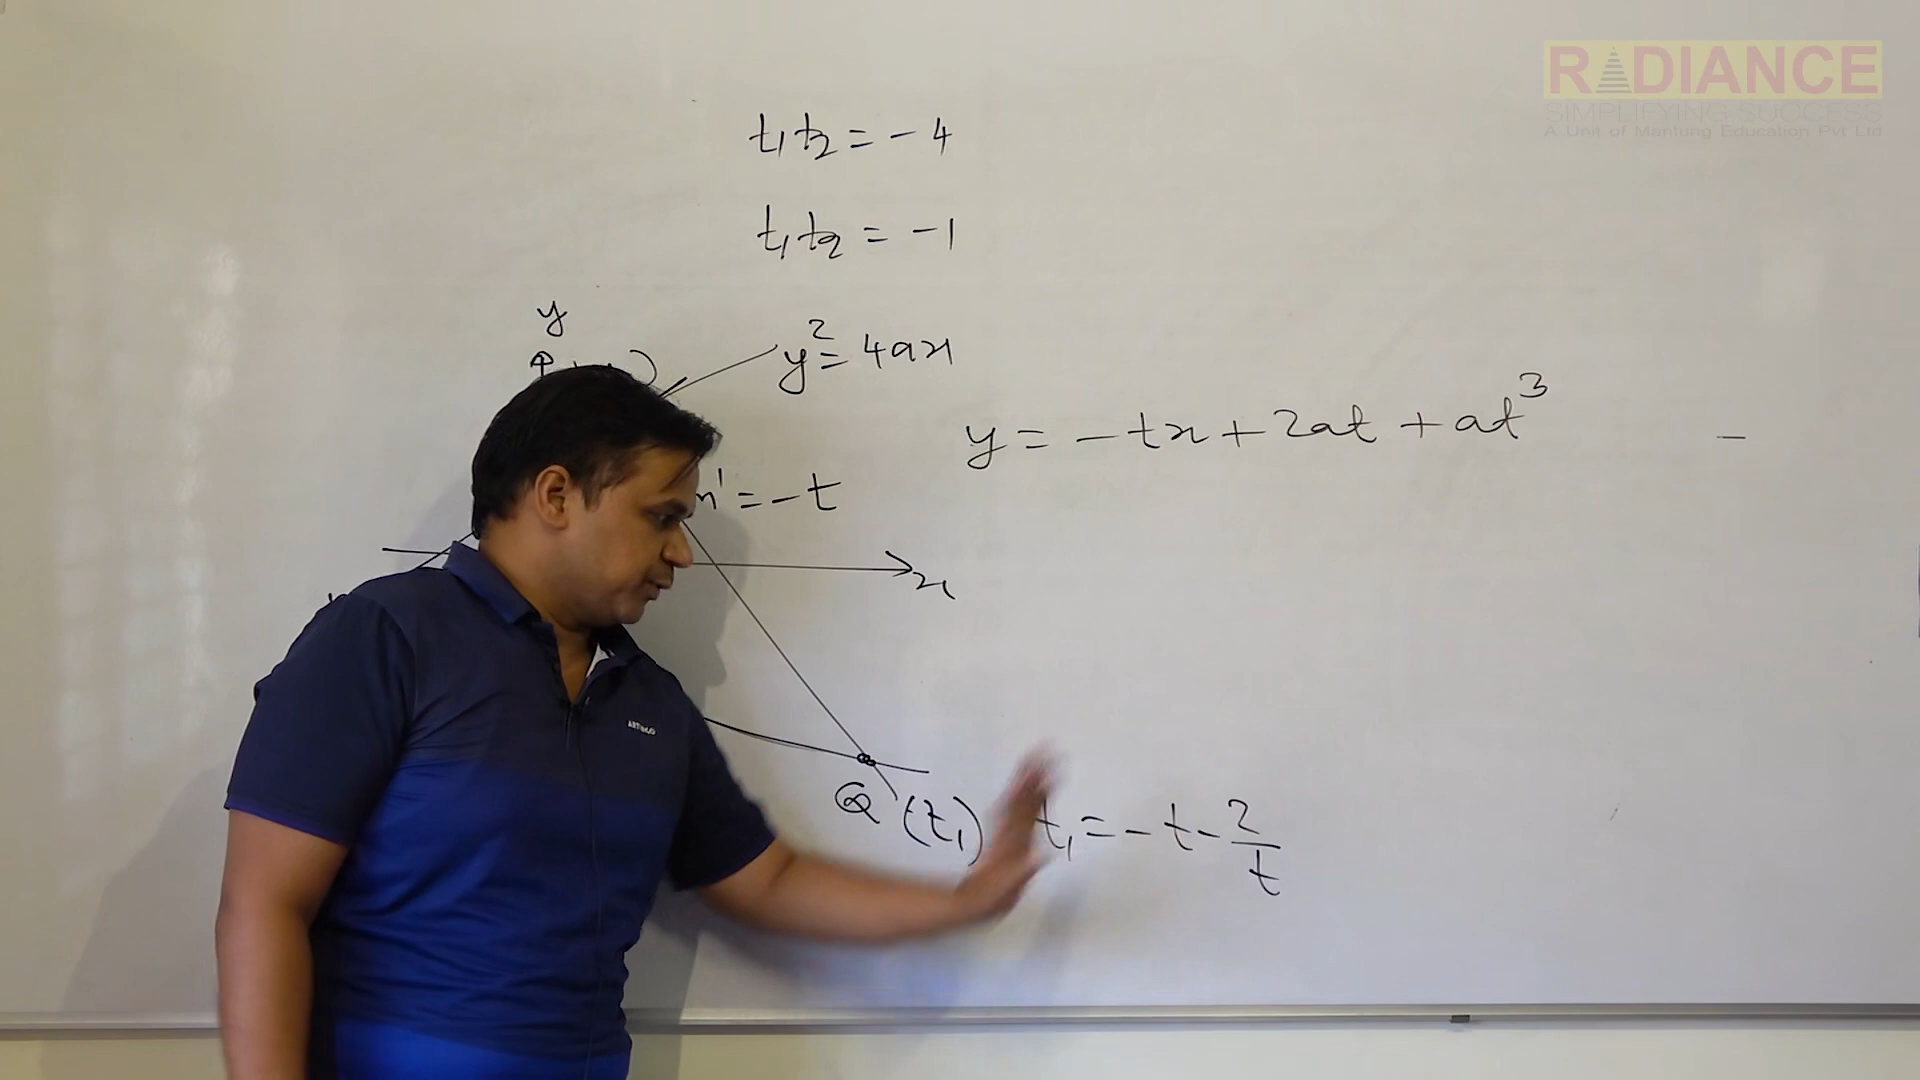 RADIANCE
SIMPLIFYING SUCCESS
A Unit of Mantung Education Pvt Ltd
t₁t₂ = -4
t₁t₂ = -1
y
y² = 4ax
y = -tx + 2at + at³ -
m' = -t
x
Q (t₁) t₁ = -t - 2/t
ARTENGO